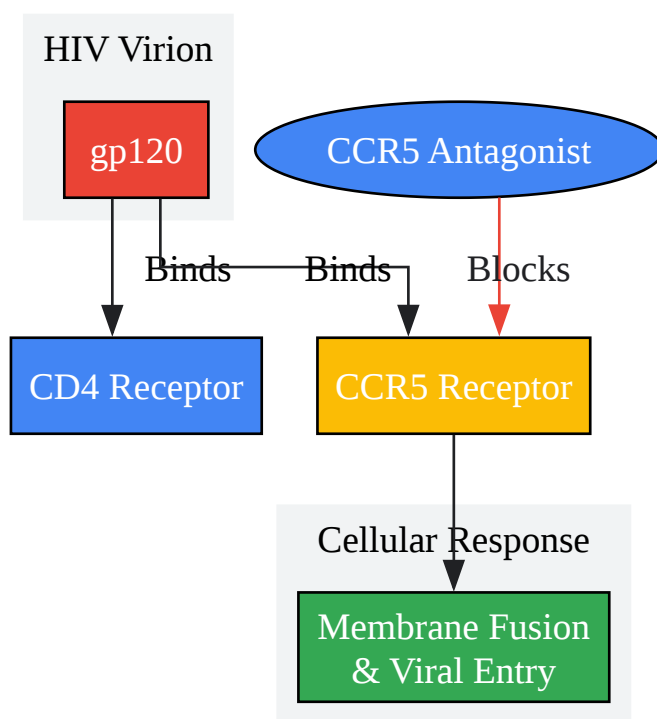 HIV Virion
gp120
CCR5 Antagonist
Binds
Binds
Blocks
CD4 Receptor
CCR5 Receptor
Cellular Response
Membrane Fusion
& Viral Entry